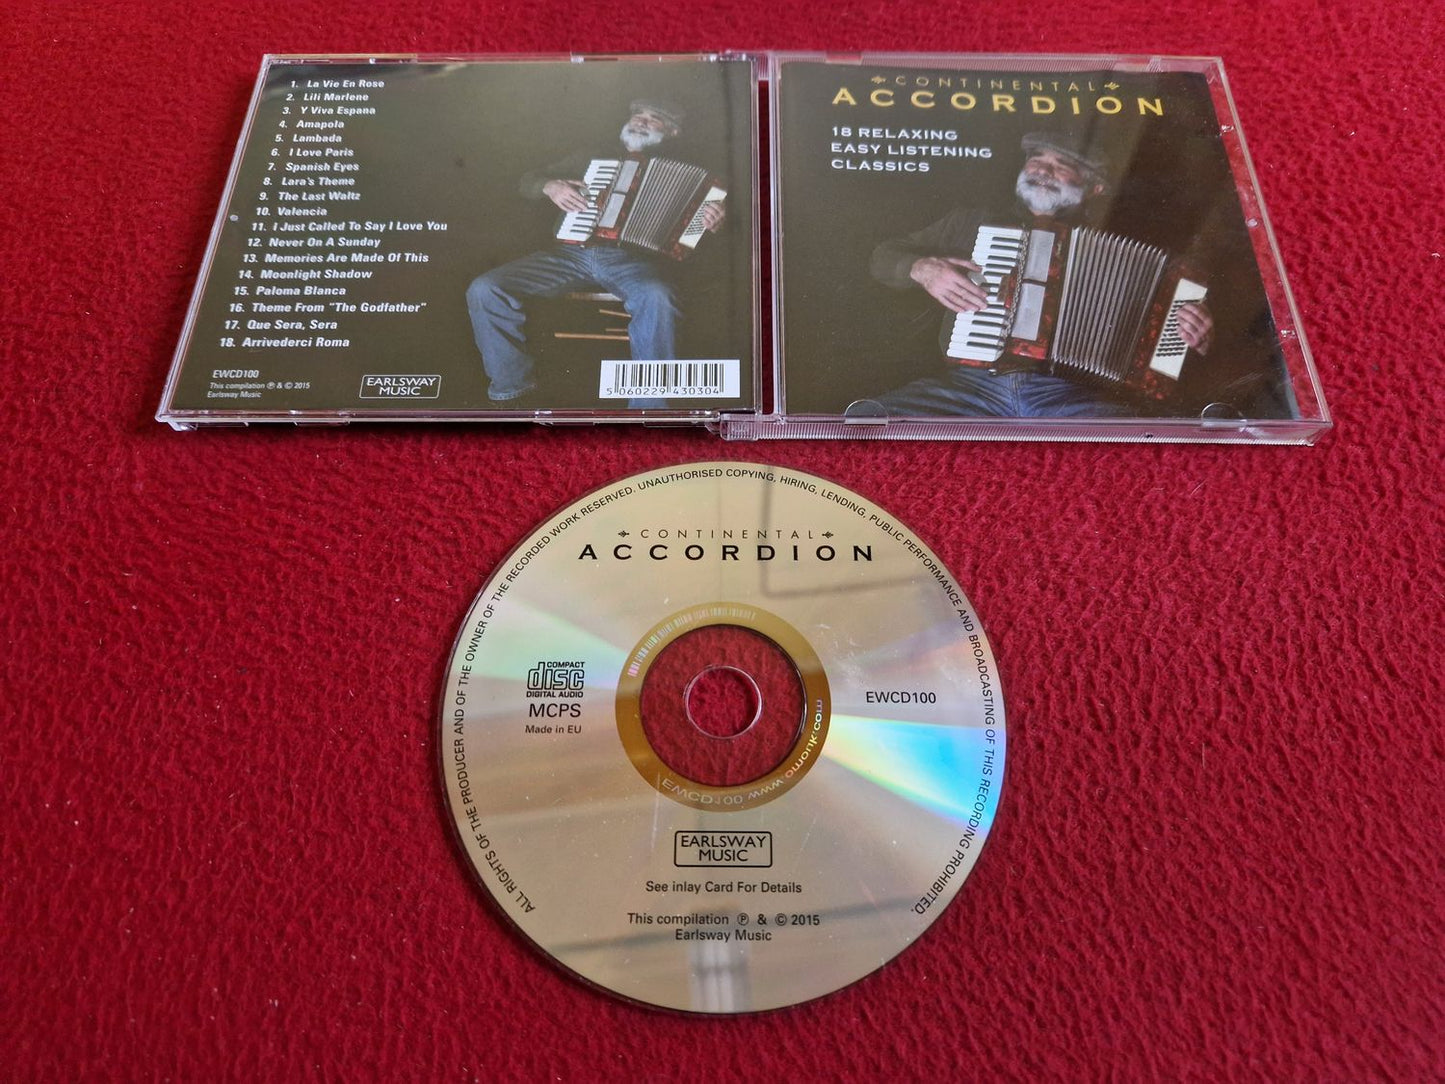 1. La Vie En Rose
2. Lili Marlene
3. Y Viva Espana
4. Amapola
5. Lambada
6. I Love Paris
7. Spanish Eyes
8. Lara's Theme
9. The Last Waltz
10. Valencia
11. I Just Called To Say I Love You
12. Never On A Sunday
13. Memories Are Made Of This
14. Moonlight Shadow
15. Paloma Blanca
16. Theme From "The Godfather"
17. Que Sera, Sera
18. Arrivederci Roma
EWCD100
This compilation ℗ & © 2015
Earlsway Music
EARLSWAY
MUSIC
5 060229 430304
CONTINENTAL
ACCORDION
18 RELAXING
EASY LISTENING
CLASSICS
ALL RIGHTS OF THE PRODUCER AND OF THE OWNER OF THE RECORDED WORK RESERVED. UNAUTHORISED COPYING, HIRING, LENDING, PUBLIC PERFORMANCE AND BROADCASTING OF THIS RECORDING PROHIBITED.
CONTINENTAL
ACCORDION
COMPACT
disc
DIGITAL AUDIO
MCPS
Made in EU
EWCD100
EARLSWAY
MUSIC
See inlay Card For Details
This compilation ℗ & © 2015
Earlsway Music